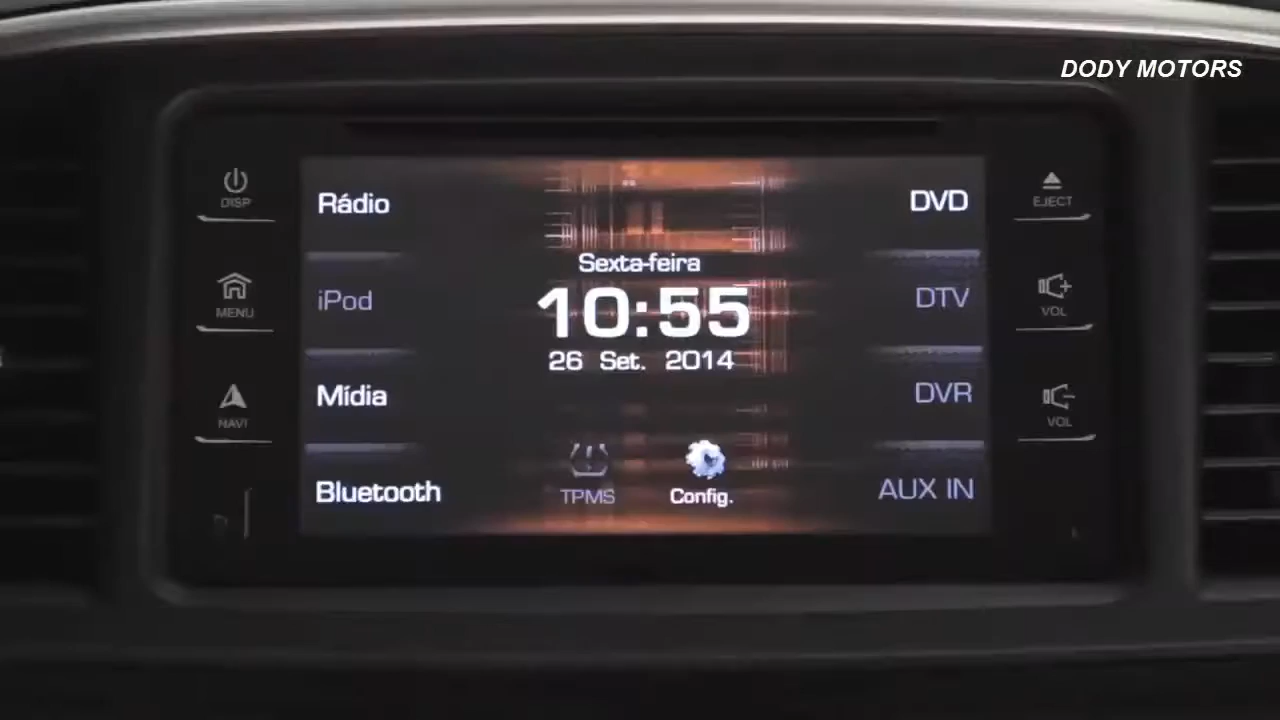 DODY MOTORS
DISP
Rádio
DVD
EJECT
Sexta-feira
MENU
iPod
10:55
DTV
VOL
26 Set. 2014
NAVI
Mídia
DVR
VOL
Bluetooth
TPMS
Config.
AUX IN